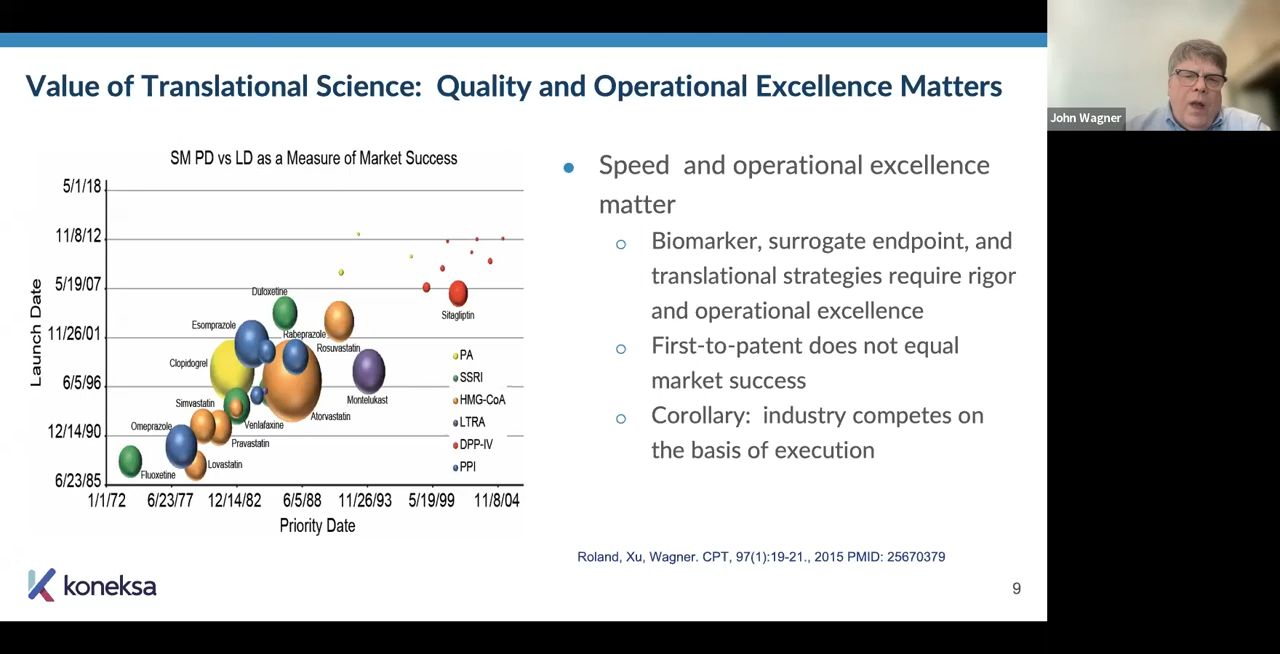 Value of Translational Science: Quality and Operational Excellence Matters
John Wagner
SM PD vs LD as a Measure of Market Success
Launch Date
5/1/18
11/8/12
5/19/07
11/26/01
6/5/96
12/14/90
6/23/85
Duloxetine
Sitagliptin
Esomprazole
Rabeprazole
Rosuvastatin
Clopidogrel
Montelukast
Simvastatin
Atorvastatin
Omeprazole
Venlafaxine
Pravastatin
Lovastatin
Fluoxetine
PA
SSRI
HMG-CoA
LTRA
DPP-IV
PPI
1/1/72 6/23/77 12/14/82 6/5/88 11/26/93 5/19/99 11/8/04
Priority Date
Speed and operational excellence
matter
Biomarker, surrogate endpoint, and
translational strategies require rigor
and operational excellence
First-to-patent does not equal
market success
Corollary: industry competes on
the basis of execution
Roland, Xu, Wagner. CPT, 97(1):19-21., 2015 PMID: 25670379
koneksa
9